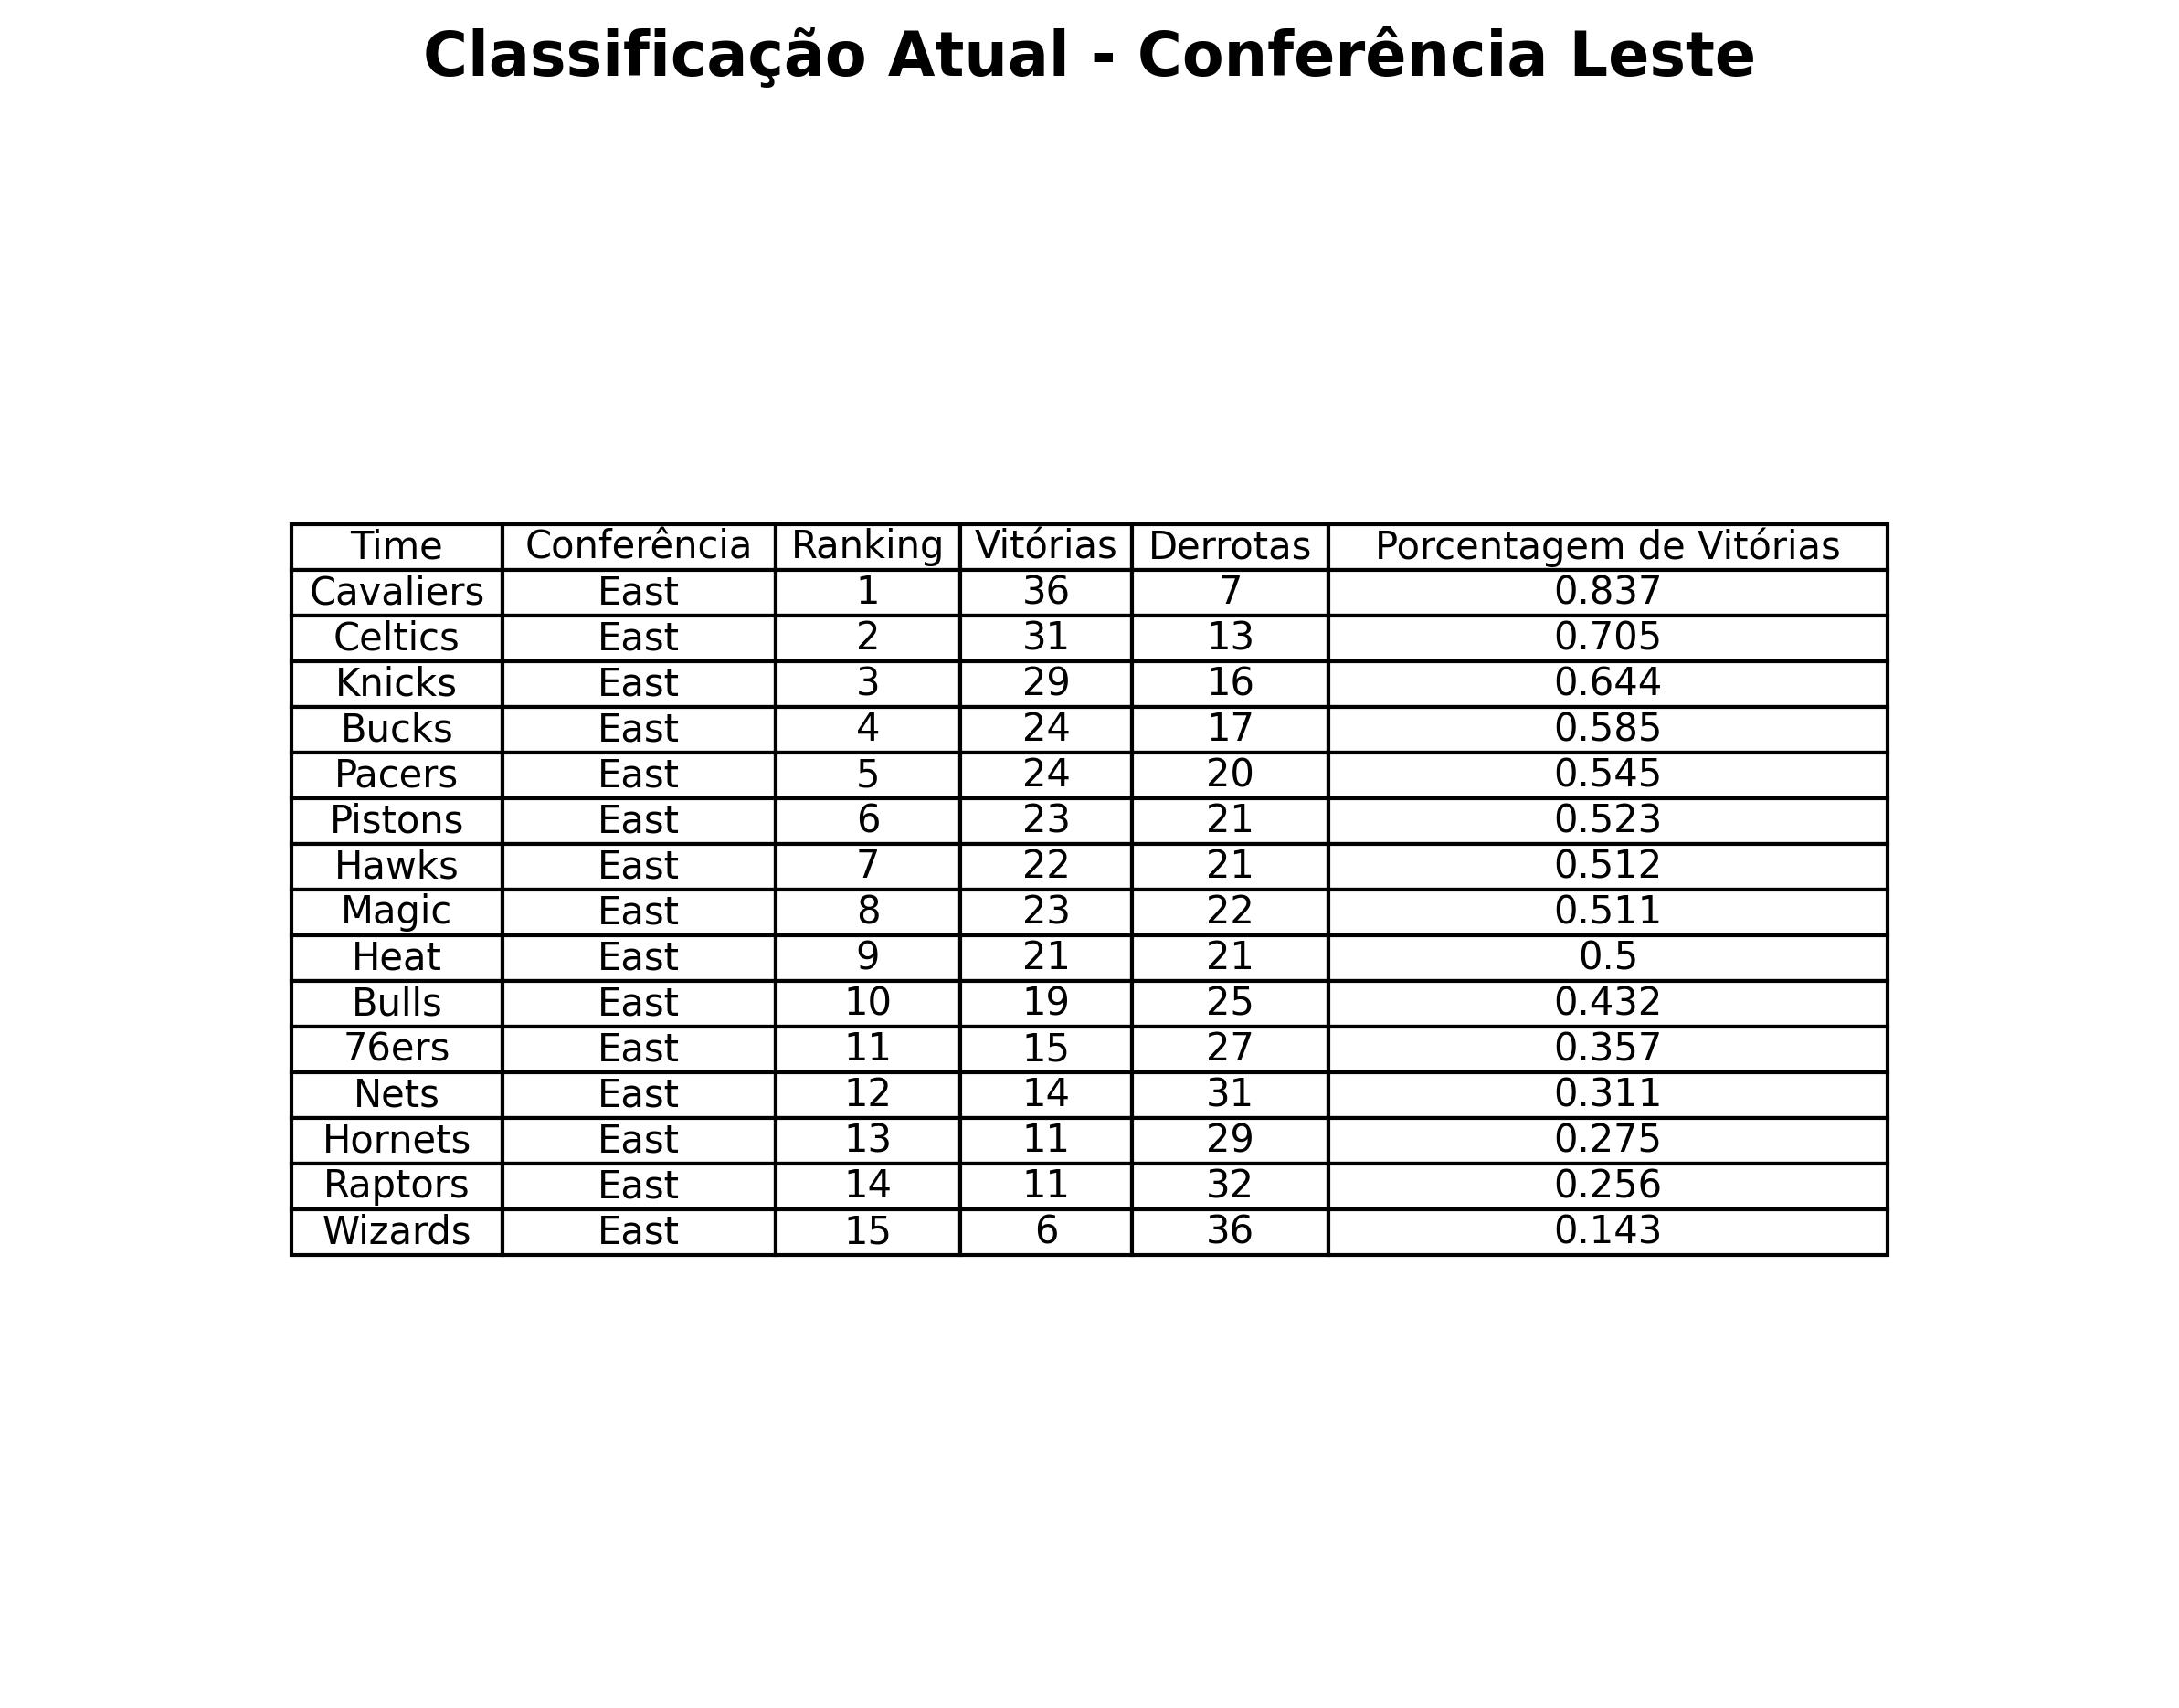 Classificação Atual - Conferência Leste
Time Conferência Ranking Vitórias Derrotas Porcentagem de Vitórias
Cavaliers East 1 36 7 0.837
Celtics East 2 31 13 0.705
Knicks East 3 29 16 0.644
Bucks East 4 24 17 0.585
Pacers East 5 24 20 0.545
Pistons East 6 23 21 0.523
Hawks East 7 22 21 0.512
Magic East 8 23 22 0.511
Heat East 9 21 21 0.5
Bulls East 10 19 25 0.432
76ers East 11 15 27 0.357
Nets East 12 14 31 0.311
Hornets East 13 11 29 0.275
Raptors East 14 11 32 0.256
Wizards East 15 6 36 0.143